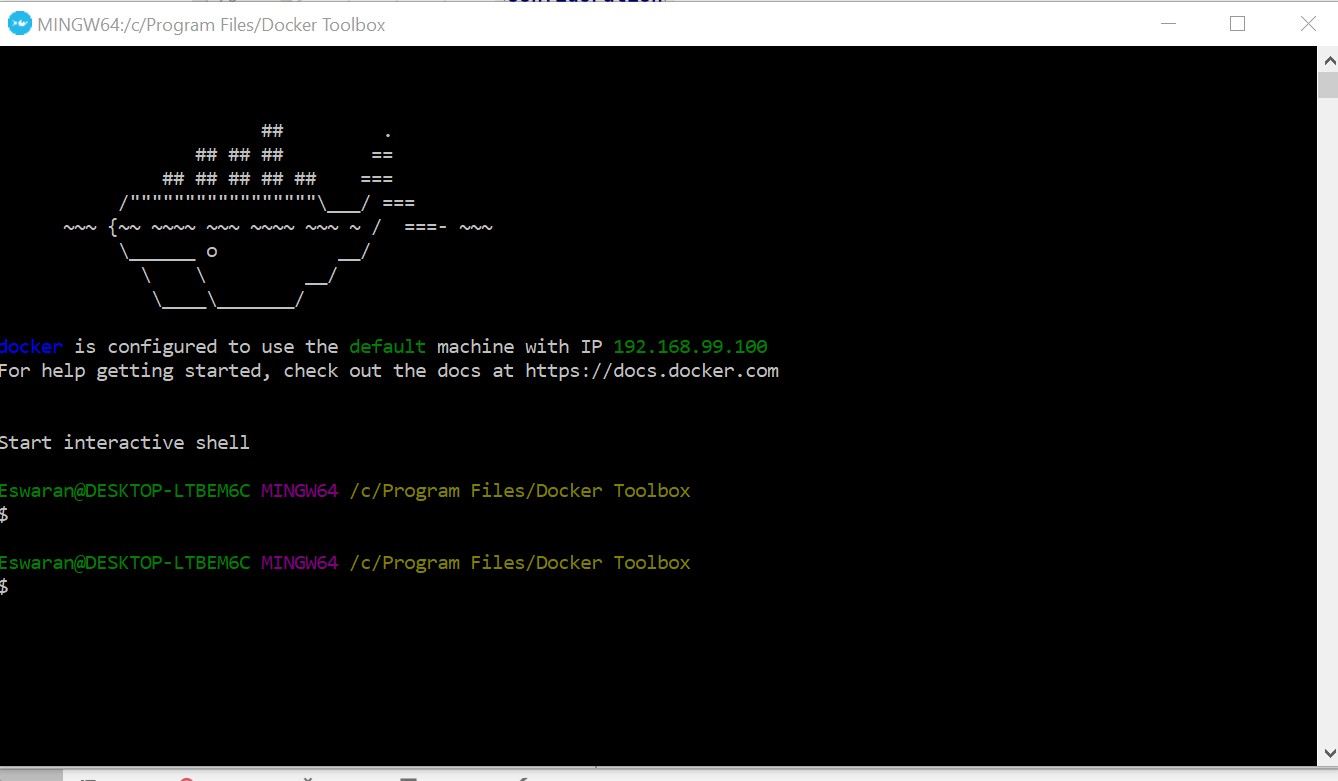 MINGW64:/c/Program Files/Docker Toolbox
                        ##         .
                  ## ## ##        ==
               ## ## ## ## ##    ===
           /"""""""""""""""""\___/ ===
      ~~~ {~~ ~~~~ ~~~ ~~~~ ~~~ ~ /  ===- ~~~
           \______ o           __/
             \    \         __/
              \____\_______/
docker is configured to use the default machine with IP 192.168.99.100
For help getting started, check out the docs at https://docs.docker.com
Start interactive shell
Eswaran@DESKTOP-LTBEM6C MINGW64 /c/Program Files/Docker Toolbox
$
Eswaran@DESKTOP-LTBEM6C MINGW64 /c/Program Files/Docker Toolbox
$